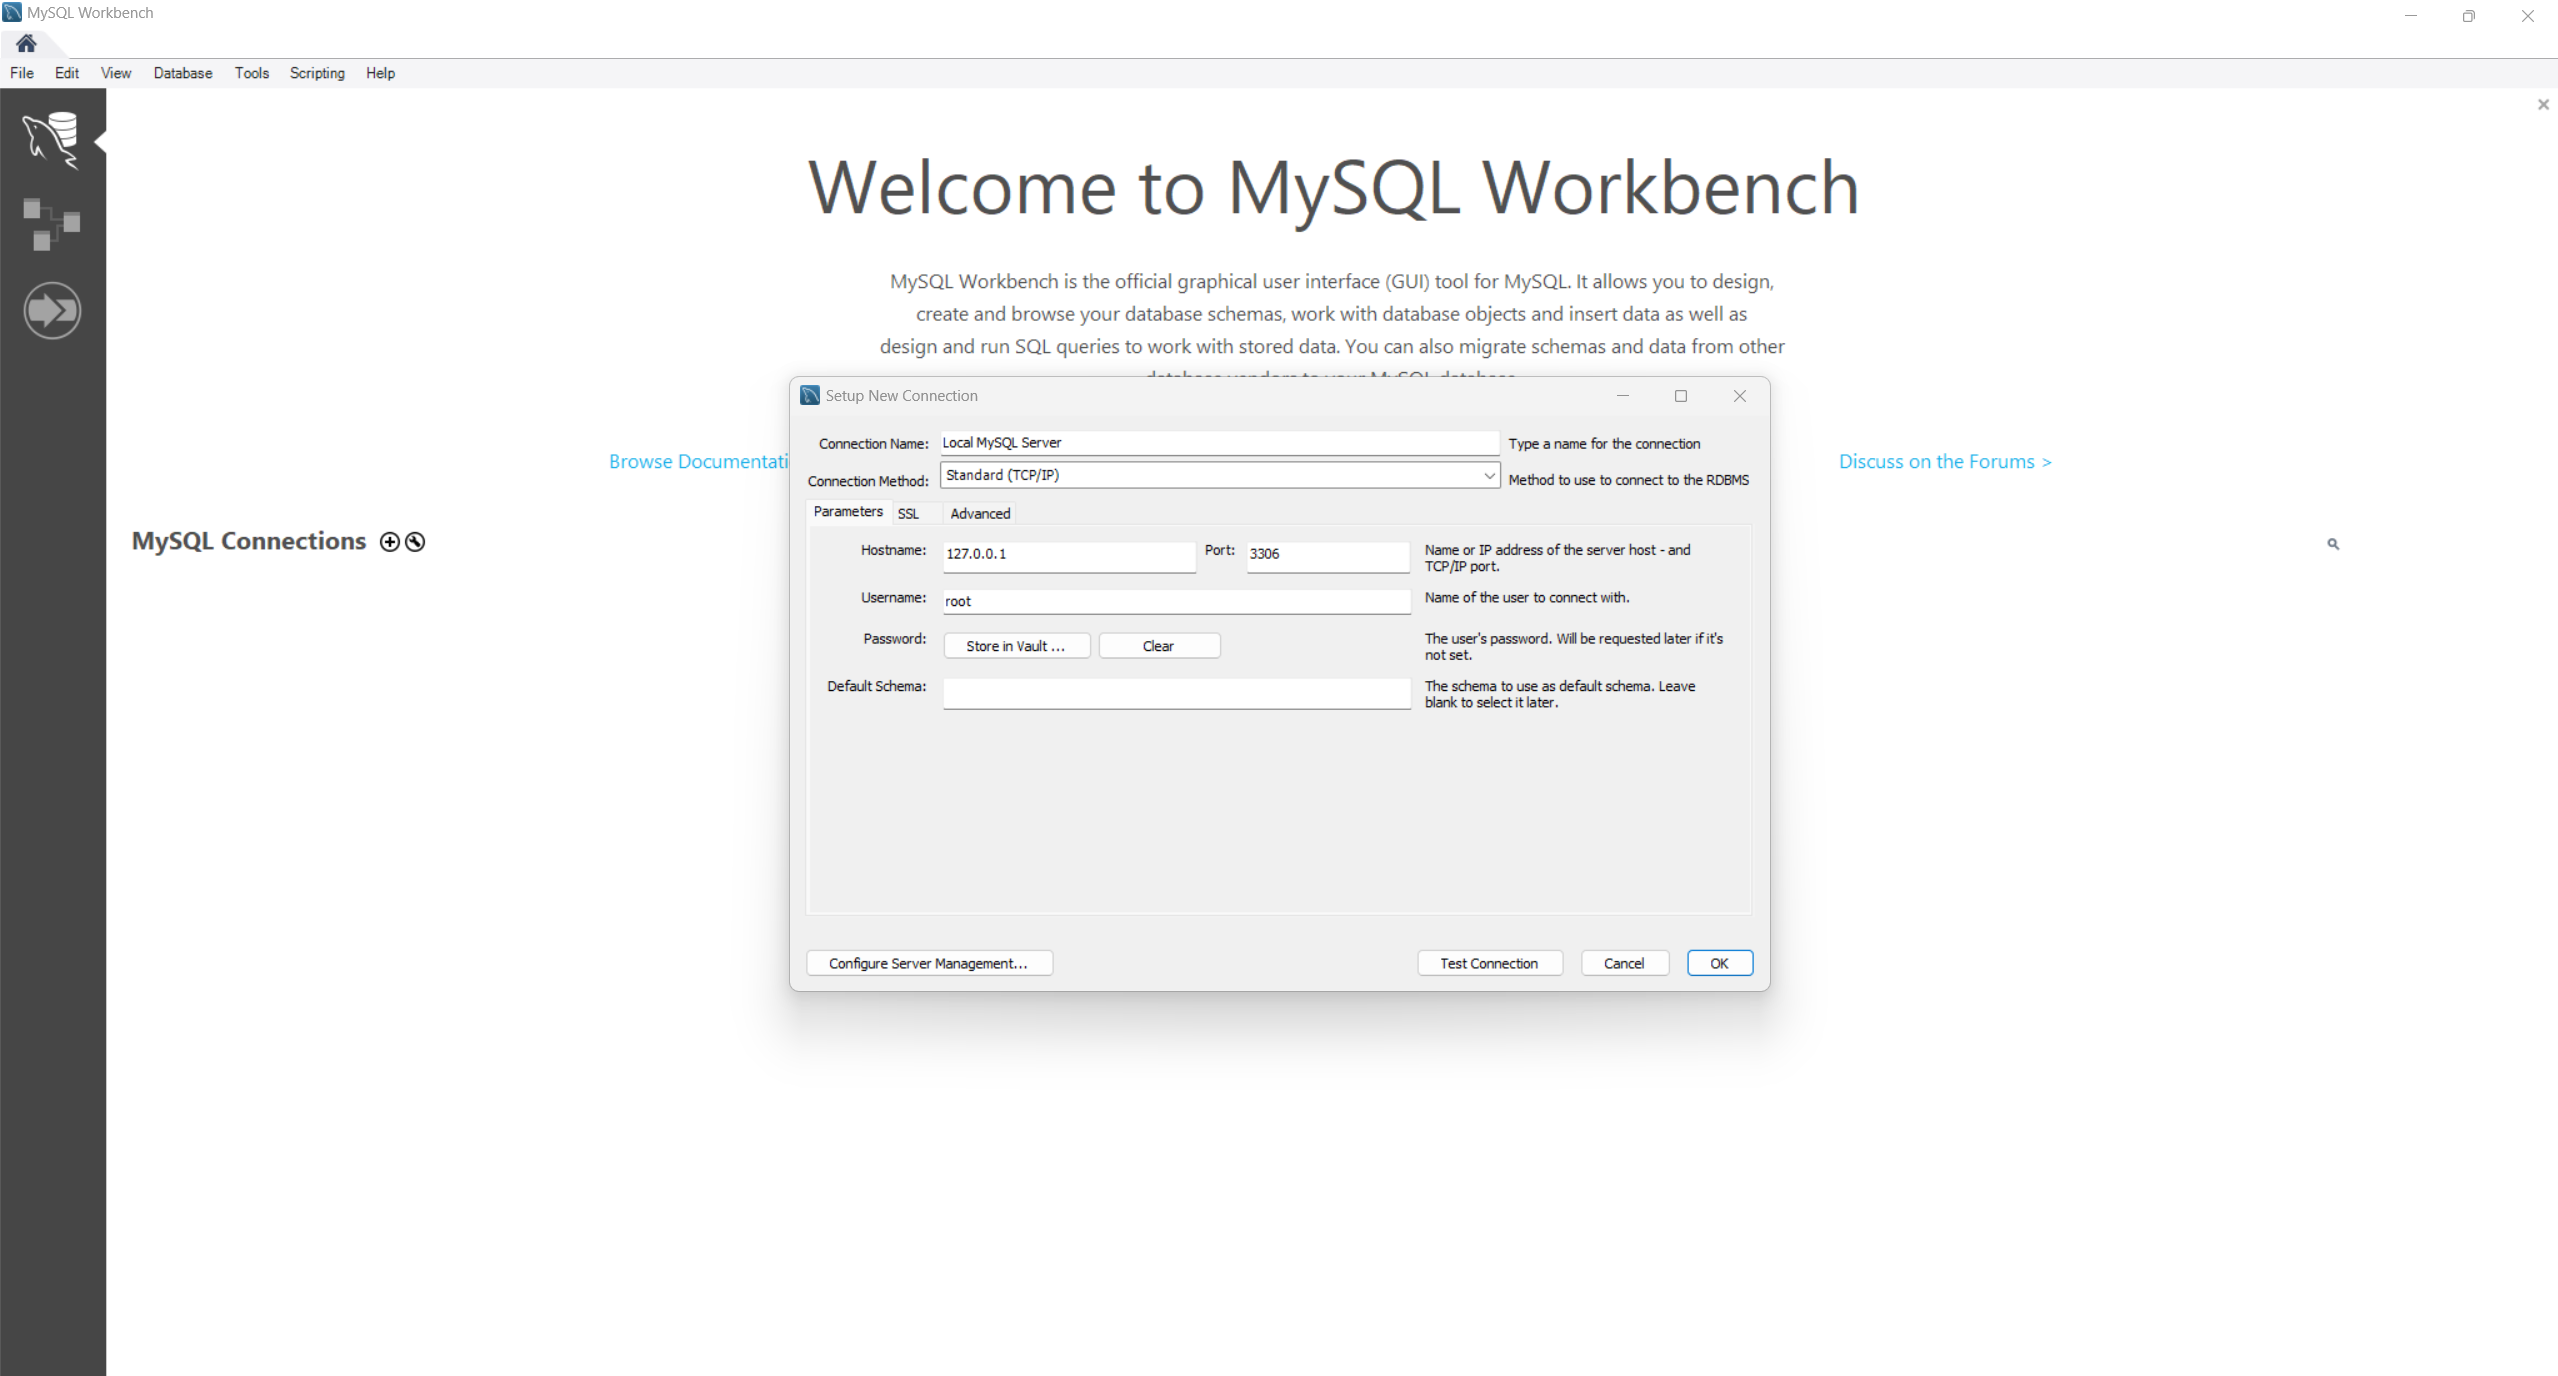 MySQL Workbench
File Edit View Database Tools Scripting Help
Welcome to MySQL Workbench
MySQL Workbench is the official graphical user interface (GUI) tool for MySQL. It allows you to design,
create and browse your database schemas, work with database objects and insert data as well as
design and run SQL queries to work with stored data. You can also migrate schemas and data from other
database vendors to your MySQL database.
Browse Documentati
Discuss on the Forums >
MySQL Connections
Setup New Connection
Connection Name: Local MySQL Server Type a name for the connection
Connection Method: Standard (TCP/IP) Method to use to connect to the RDBMS
Parameters SSL Advanced
Hostname: 127.0.0.1 Port: 3306 Name or IP address of the server host - and
TCP/IP port.
Username: root Name of the user to connect with.
Password: Store in Vault ... Clear The user's password. Will be requested later if it's
not set.
Default Schema: The schema to use as default schema. Leave
blank to select it later.
Configure Server Management... Test Connection Cancel OK